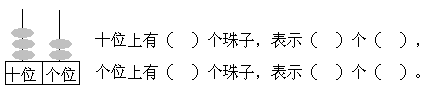 十位上有（ ）个珠子，表示（ ）个（ ），
十位 个位 个位上有（ ）个珠子，表示（ ）个（ ）。